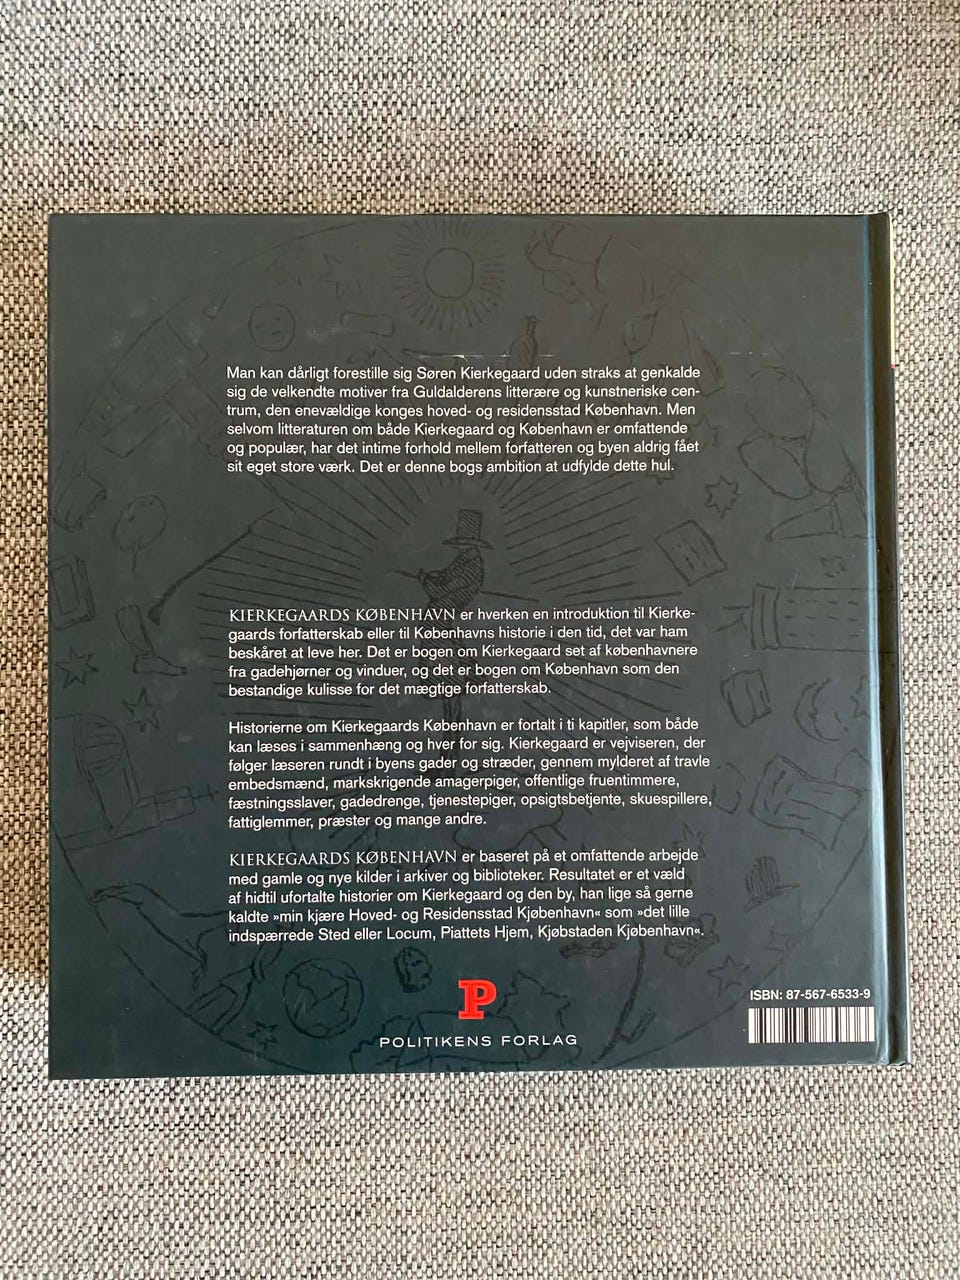 Man kan dårligt forestille sig Søren Kierkegaard uden straks at genkalde
sig de velkendte motiver fra Guldalderens litterære og kunstneriske cen-
trum, den enevældige konges hoved- og residensstad København. Men
selvom litteraturen om både Kierkegaard og København er omfattende
og populær, har det intime forhold mellem forfatteren og byen aldrig fået
sit eget store værk. Det er denne bogs ambition at udfylde dette hul.
KIERKEGAARDS KØBENHAVN er hverken en introduktion til Kierke-
gaards forfatterskab eller til Københavns historie i den tid, det var ham
beskåret at leve her. Det er bogen om Kierkegaard set af københavnere
fra gadehjørner og vinduer, og det er bogen om København som den
bestandige kulisse for det mægtige forfatterskab.
Historierne om Kierkegaards København er fortalt i ti kapitler, som både
kan læses i sammenhæng og hver for sig. Kierkegaard er vejviseren, der
følger læseren rundt i byens gader og stræder, gennem mylderet af travle
embedsmænd, markskrigende amagerpiger, offentlige fruentimmere,
fæstningsslaver, gadedrenge, tjenestepiger, opsigtsbetjente, skuespillere,
fattiglemmer, præster og mange andre.
KIERKEGAARDS KØBENHAVN er baseret på et omfattende arbejde
med gamle og nye kilder i arkiver og biblioteker. Resultatet er et væld
af hidtil ufortalte historier om Kierkegaard og den by, han lige så gerne
kaldte »min kjære Hoved- og Residensstad Kjøbenhavn« som »det lille
indspærrede Sted eller Locum, Piattets Hjem, Kjøbstaden Kjøbenhavn«.
P
POLITIKENS FORLAG
ISBN: 87-567-6533-9